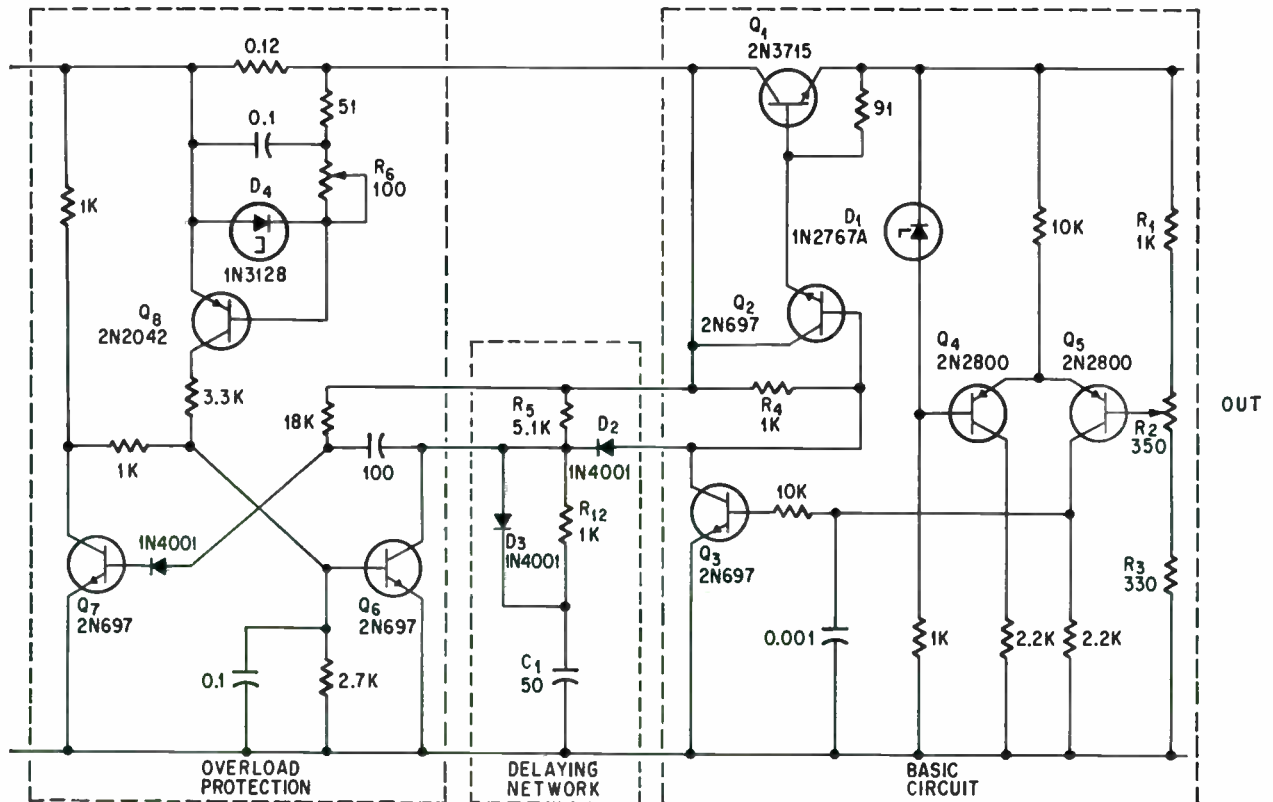 0.12
51
0.1
R6
100
1K
D4
1N3128
Q8
2N2042
3.3K
18K
1K
100
1N4001
Q7
2N697
Q6
2N697
0.1
2.7K
OVERLOAD
PROTECTION
R5
5.1K
D2
1N4001
R12
1K
D3
1N4001
C1
50
DELAYING
NETWORK
Q1
2N3715
91
D1
1N2767A
10K
R1
1K
Q2
2N697
Q4
2N2800
Q5
2N2800
R4
1K
R2
350
10K
Q3
2N697
R3
330
0.001
1K
2.2K
2.2K
BASIC
CIRCUIT
OUT